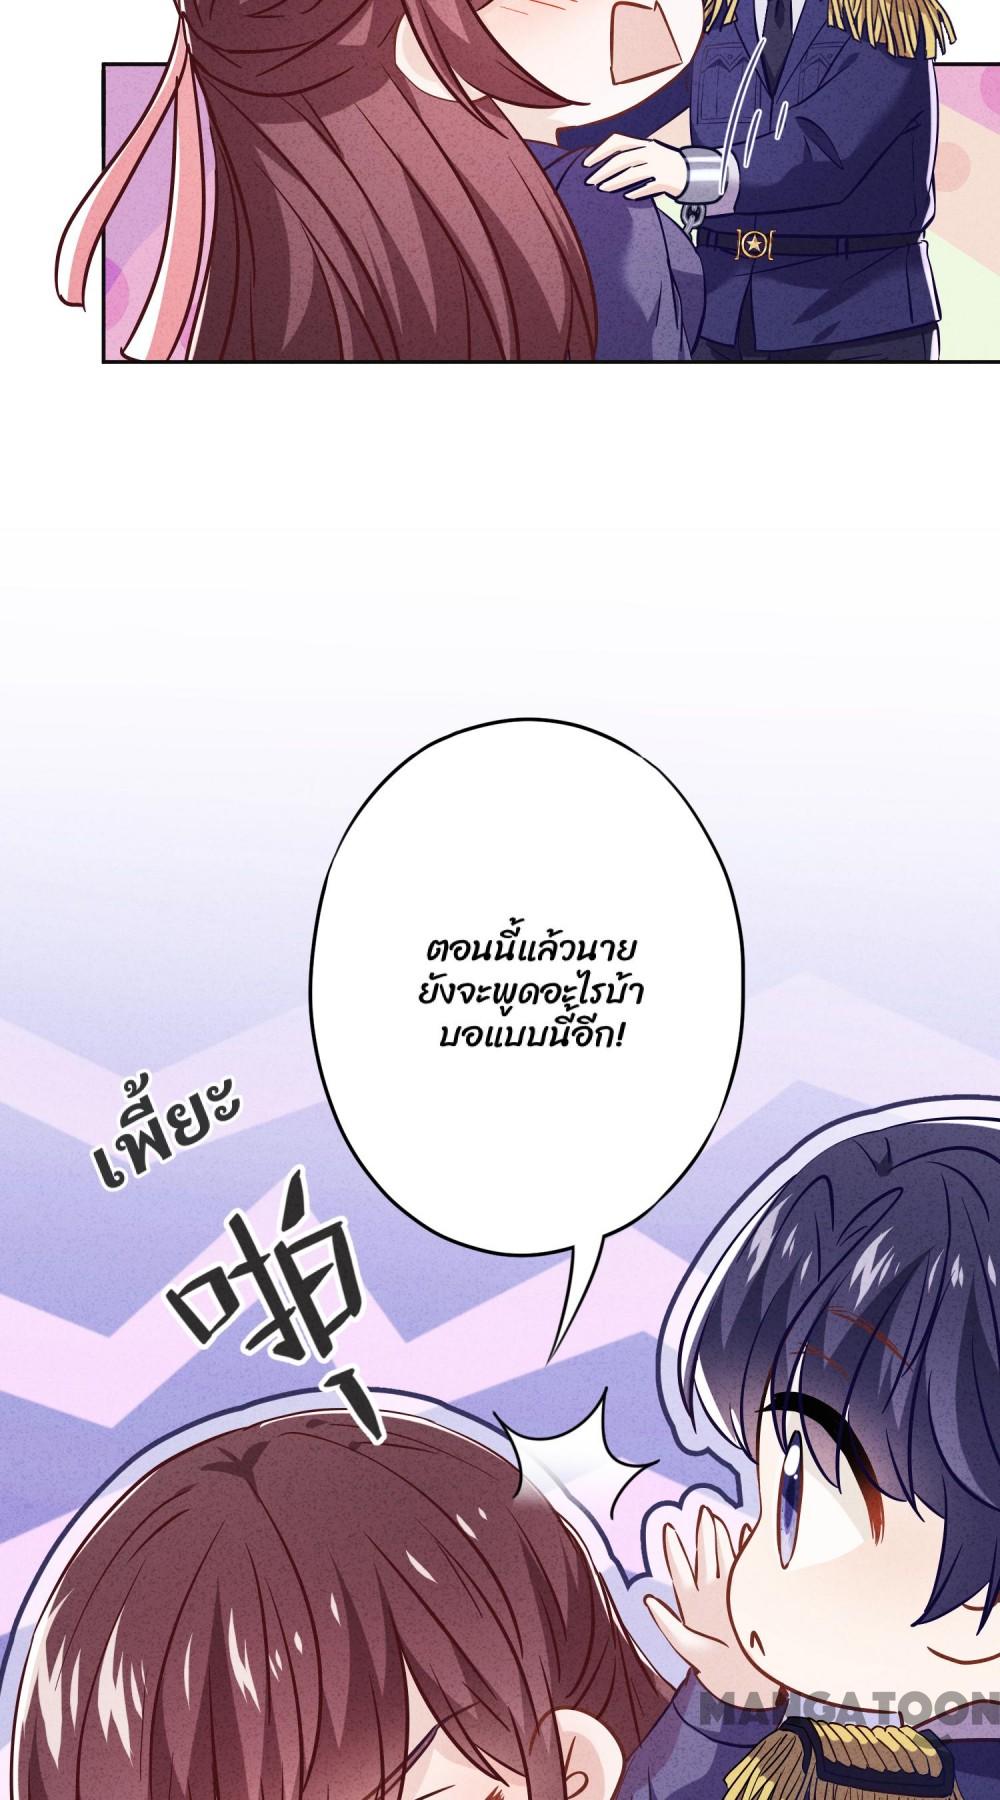 ตอนนี้แล้วนาย
ยังจะพูดอะไรบ้า
บอแบบนี้อีก!
เพี้ยะ
啪!
MANGATOON